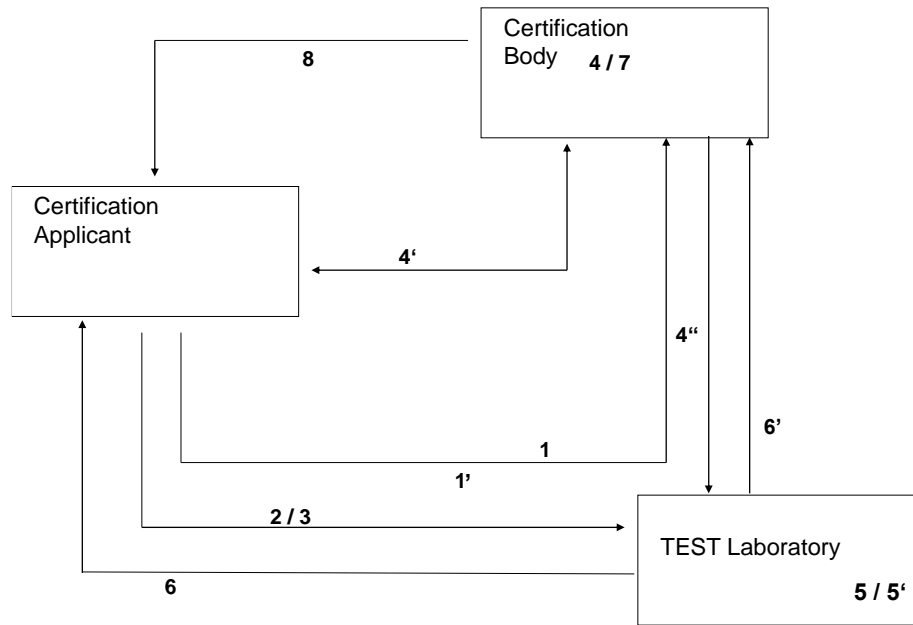 Certification
Body 4 / 7
8
Certification
Applicant
4‘
4“
6’
1
1’
2 / 3
TEST Laboratory
6
5 / 5‘